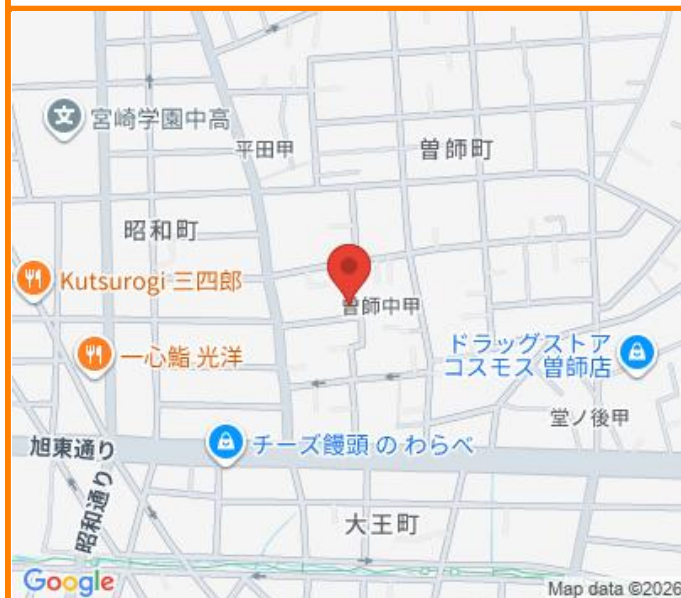 文 宮崎学園中高
平田甲
曽師町
昭和町
Kutsurogi 三四郎
曽師中甲
一心鮨 光洋
ドラッグストア
コスモス 曽師店
堂ノ後甲
旭東通り
チーズ饅頭 の わらべ
昭和通り
大王町
Google
Map data ©2026